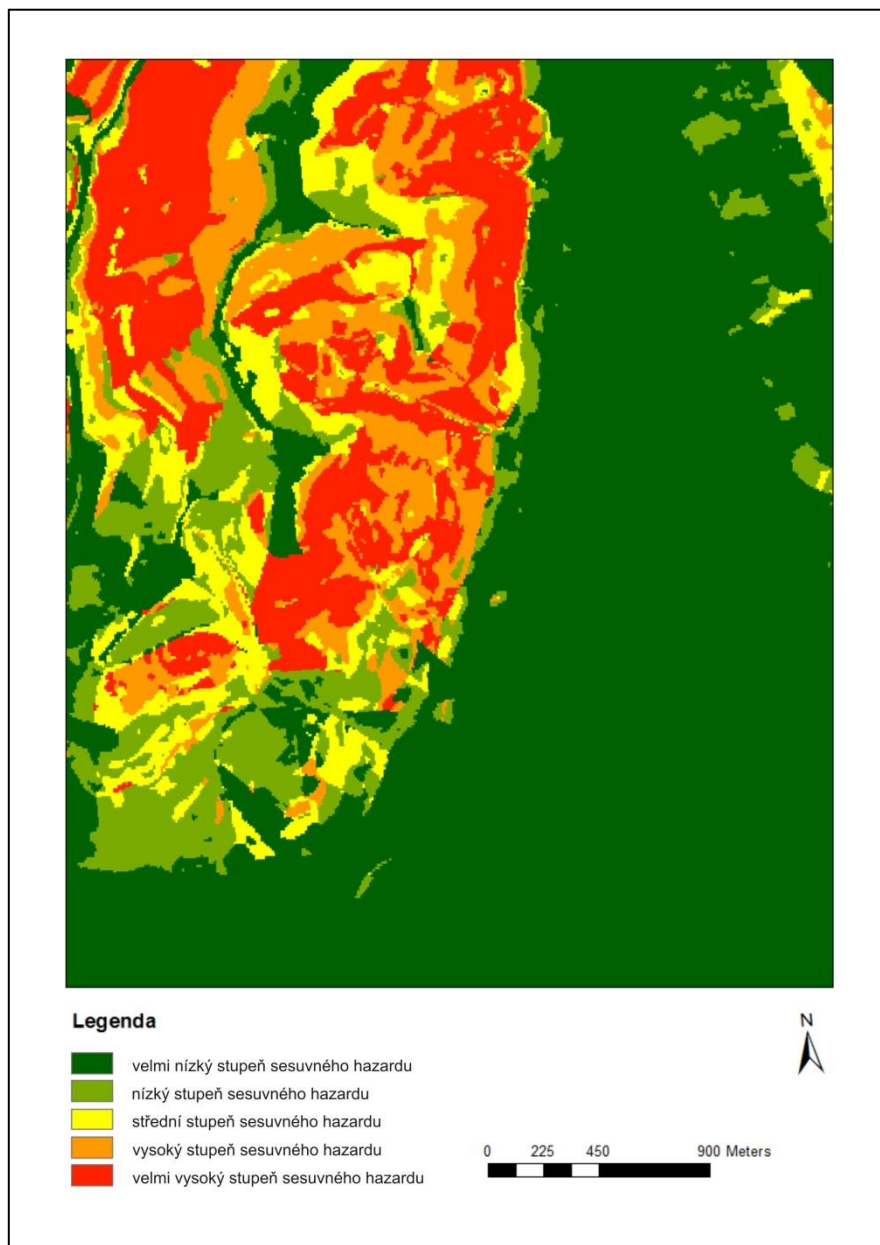 Legenda
N
velmi nízký stupeň sesuvného hazardu
nízký stupeň sesuvného hazardu
střední stupeň sesuvného hazardu
vysoký stupeň sesuvného hazardu
velmi vysoký stupeň sesuvného hazardu
0 225 450 900 Meters